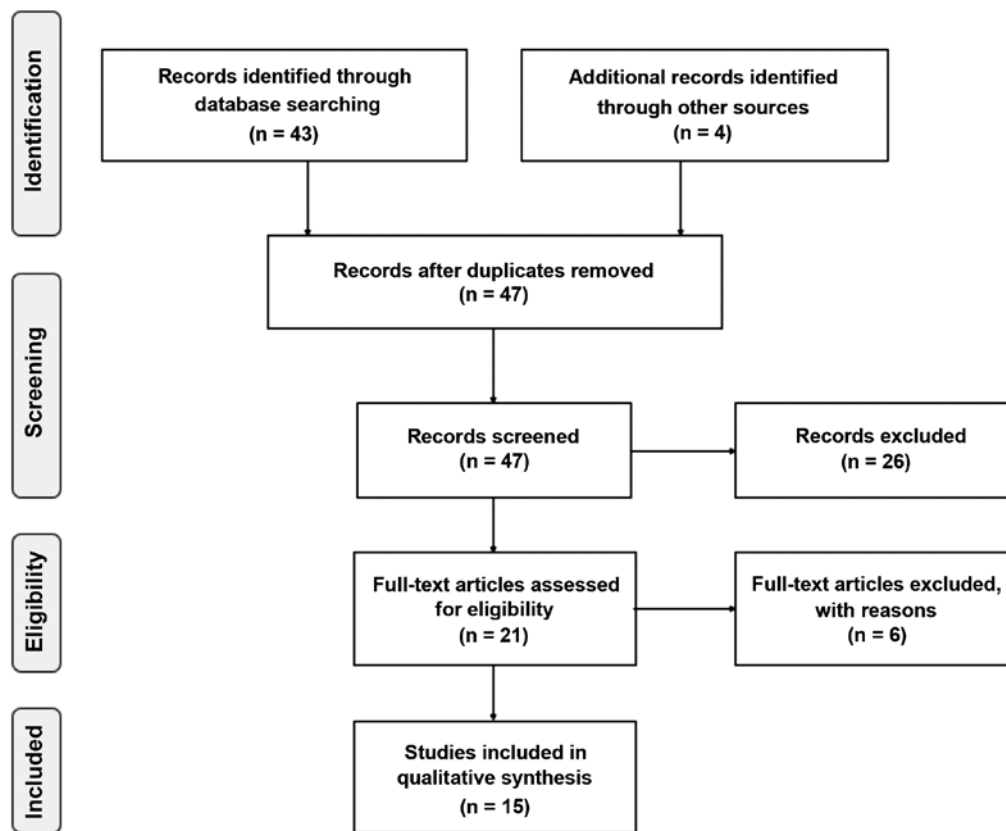 Identification
Records identified through
database searching
(n = 43)
Additional records identified
through other sources
(n = 4)
Records after duplicates removed
(n = 47)
Screening
Records screened
(n = 47)
Records excluded
(n = 26)
Eligibility
Full-text articles assessed
for eligibility
(n = 21)
Full-text articles excluded,
with reasons
(n = 6)
Included
Studies included in
qualitative synthesis
(n = 15)